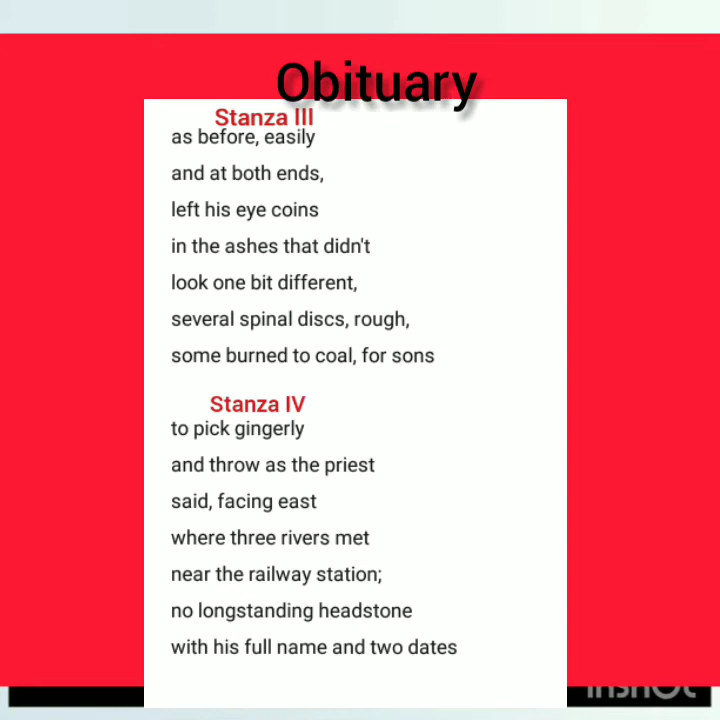 Obituary
Stanza III
as before, easily
and at both ends,
left his eye coins
in the ashes that didn't
look one bit different,
several spinal discs, rough,
some burned to coal, for sons
Stanza IV
to pick gingerly
and throw as the priest
said, facing east
where three rivers met
near the railway station;
no longstanding headstone
with his full name and two dates